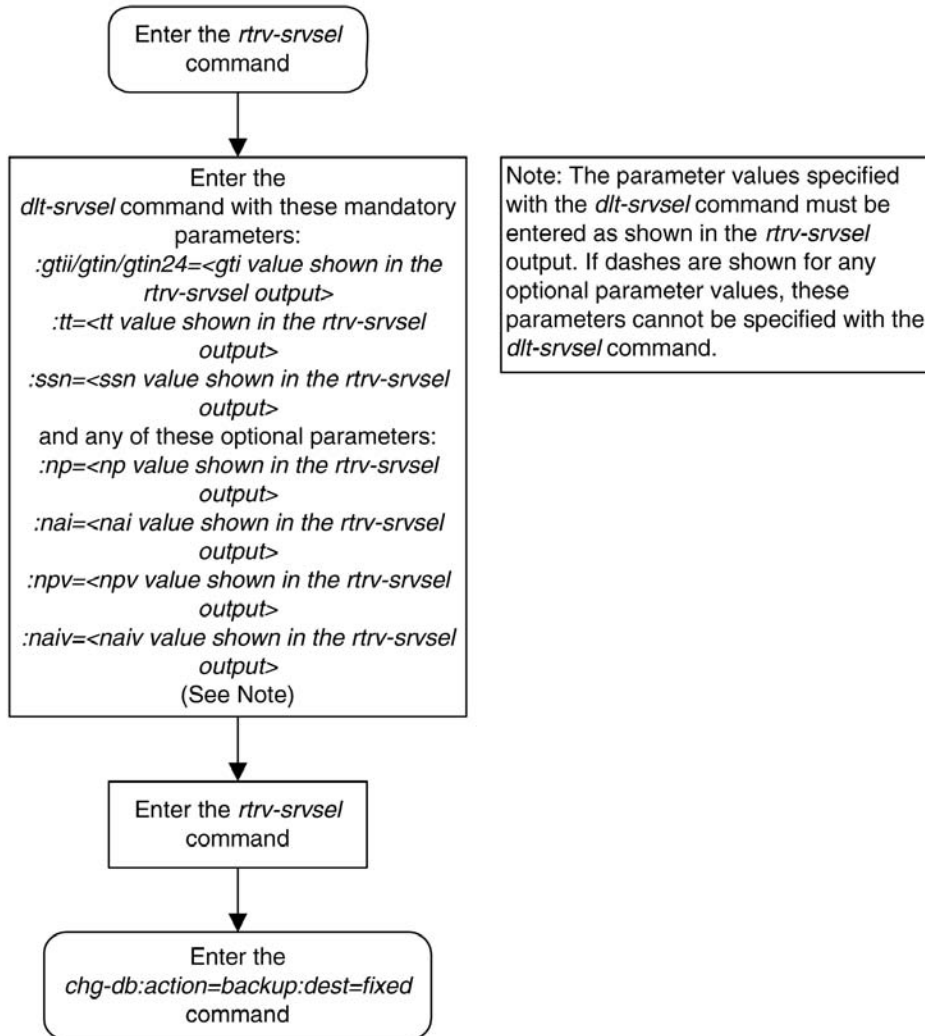 Enter the rtrv-srvsel
command
Enter the
dlt-srvsel command with these mandatory
parameters:
:gtii/gtin/gtin24=<gti value shown in the
rtrv-srvsel output>
:tt=<tt value shown in the rtrv-srvsel
output>
:ssn=<ssn value shown in the rtrv-srvsel
output>
and any of these optional parameters:
:np=<np value shown in the rtrv-srvsel
output>
:nai=<nai value shown in the rtrv-srvsel
output>
:npv=<npv value shown in the rtrv-srvsel
output>
:naiv=<naiv value shown in the rtrv-srvsel
output>
(See Note)
Note: The parameter values specified
with the dlt-srvsel command must be
entered as shown in the rtrv-srvsel
output. If dashes are shown for any
optional parameter values, these
parameters cannot be specified with the
dlt-srvsel command.
Enter the rtrv-srvsel
command
Enter the
chg-db:action=backup:dest=fixed
command